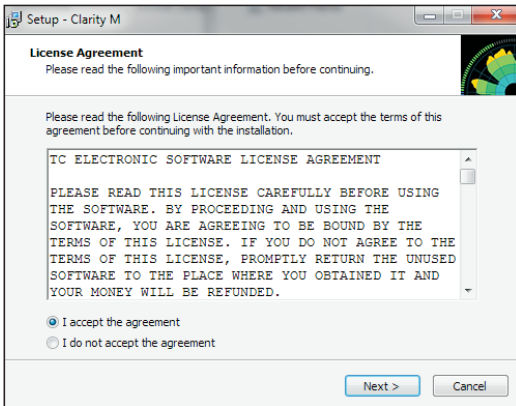 Setup - Clarity M
License Agreement
Please read the following important information before continuing.
Please read the following License Agreement. You must accept the terms of this
agreement before continuing with the installation.
TC ELECTRONIC SOFTWARE LICENSE AGREEMENT
PLEASE READ THIS LICENSE CAREFULLY BEFORE USING
THE SOFTWARE. BY PROCEEDING AND USING THE
SOFTWARE, YOU ARE AGREEING TO BE BOUND BY THE
TERMS OF THIS LICENSE. IF YOU DO NOT AGREE TO THE
TERMS OF THIS LICENSE, PROMPTLY RETURN THE UNUSED
SOFTWARE TO THE PLACE WHERE YOU OBTAINED IT AND
YOUR MONEY WILL BE REFUNDED.
I accept the agreement
I do not accept the agreement
Next >
Cancel